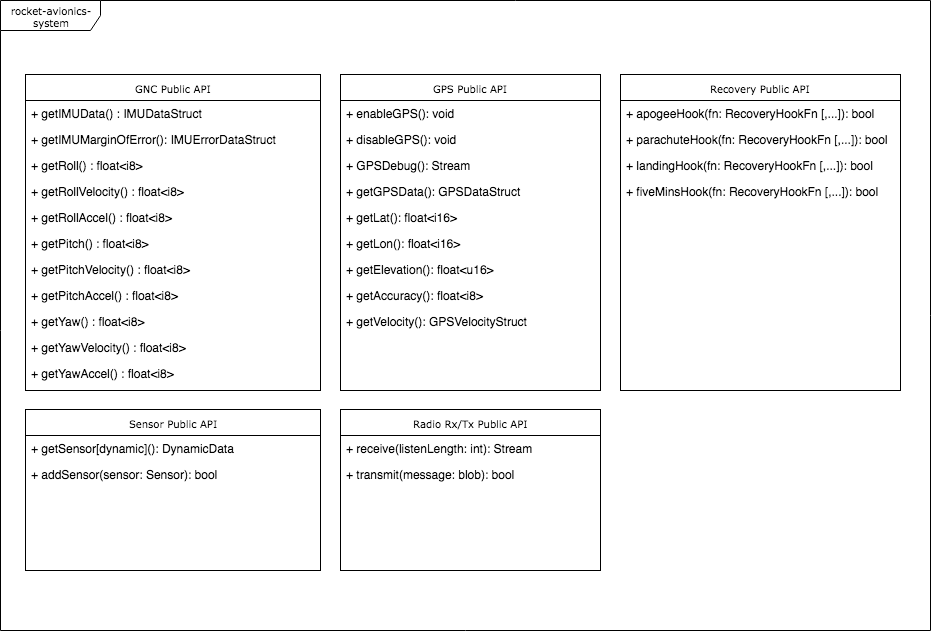 rocket-avionics-
system
GNC Public API
+ getIMUData() : IMUDataStruct
+ getIMUMarginOfError(): IMUErrorDataStruct
+ getRoll() : float<i8>
+ getRollVelocity() : float<i8>
+ getRollAccel() : float<i8>
+ getPitch() : float<i8>
+ getPitchVelocity() : float<i8>
+ getPitchAccel() : float<i8>
+ getYaw() : float<i8>
+ getYawVelocity() : float<i8>
+ getYawAccel() : float<i8>
GPS Public API
+ enableGPS(): void
+ disableGPS(): void
+ GPSDebug(): Stream
+ getGPSData(): GPSDataStruct
+ getLat(): float<i16>
+ getLon(): float<i16>
+ getElevation(): float<u16>
+ getAccuracy(): float<i8>
+ getVelocity(): GPSVelocityStruct
Recovery Public API
+ apogeeHook(fn: RecoveryHookFn [,...]): bool
+ parachuteHook(fn: RecoveryHookFn [,...]): bool
+ landingHook(fn: RecoveryHookFn [,...]): bool
+ fiveMinsHook(fn: RecoveryHookFn [,...]): bool
Sensor Public API
+ getSensor[dynamic](): DynamicData
+ addSensor(sensor: Sensor): bool
Radio Rx/Tx Public API
+ receive(listenLength: int): Stream
+ transmit(message: blob): bool